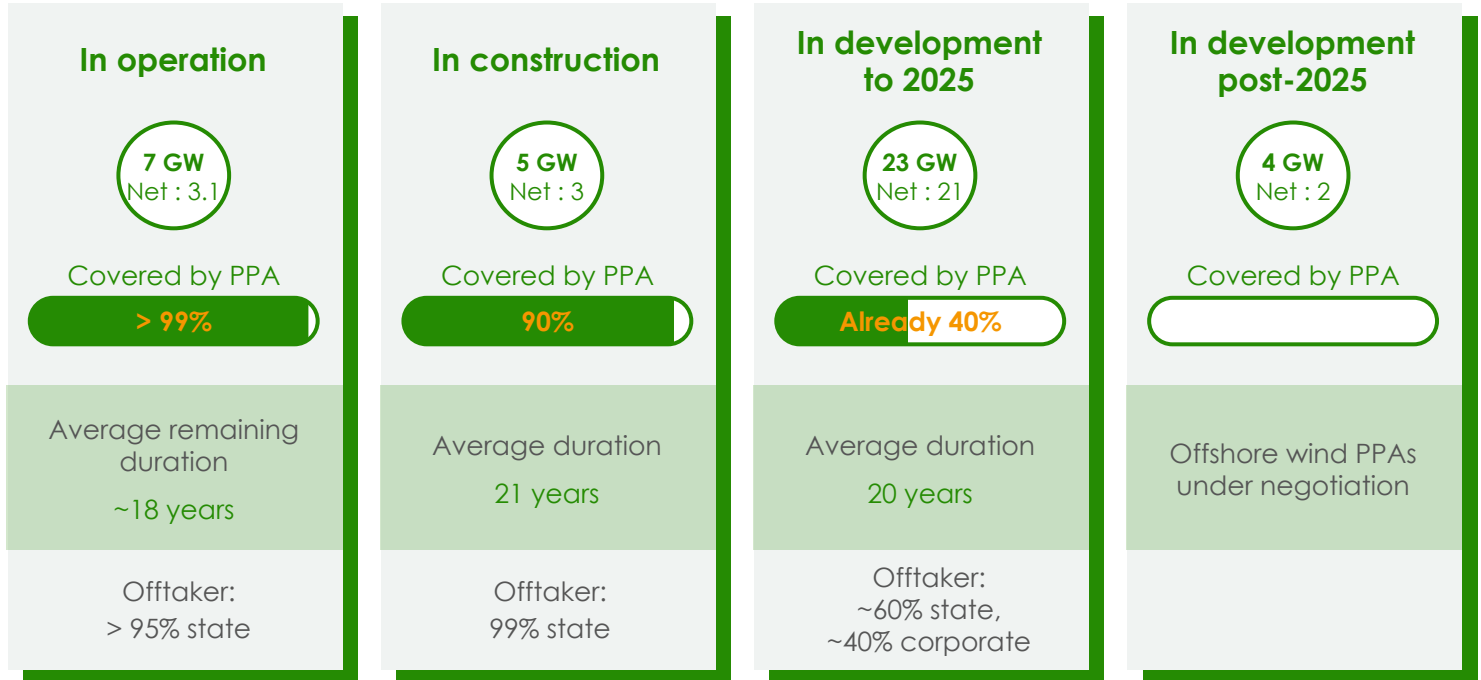 In operation
7 GW
Net : 3.1
Covered by PPA
> 99%
Average remaining
duration
~18 years
Offtaker:
> 95% state
In construction
5 GW
Net : 3
Covered by PPA
90%
Average duration
21 years
Offtaker:
99% state
In development
to 2025
23 GW
Net : 21
Covered by PPA
Already 40%
Average duration
20 years
Offtaker:
~60% state,
~40% corporate
In development
post-2025
4 GW
Net : 2
Covered by PPA
Offshore wind PPAs
under negotiation